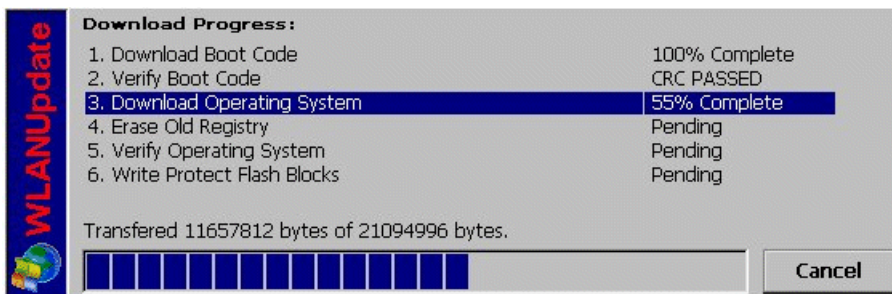 WLANUpdate
Download Progress:
1. Download Boot Code 100% Complete
2. Verify Boot Code CRC PASSED
3. Download Operating System 55% Complete
4. Erase Old Registry Pending
5. Verify Operating System Pending
6. Write Protect Flash Blocks Pending
Transfered 11657812 bytes of 21094996 bytes.
Cancel